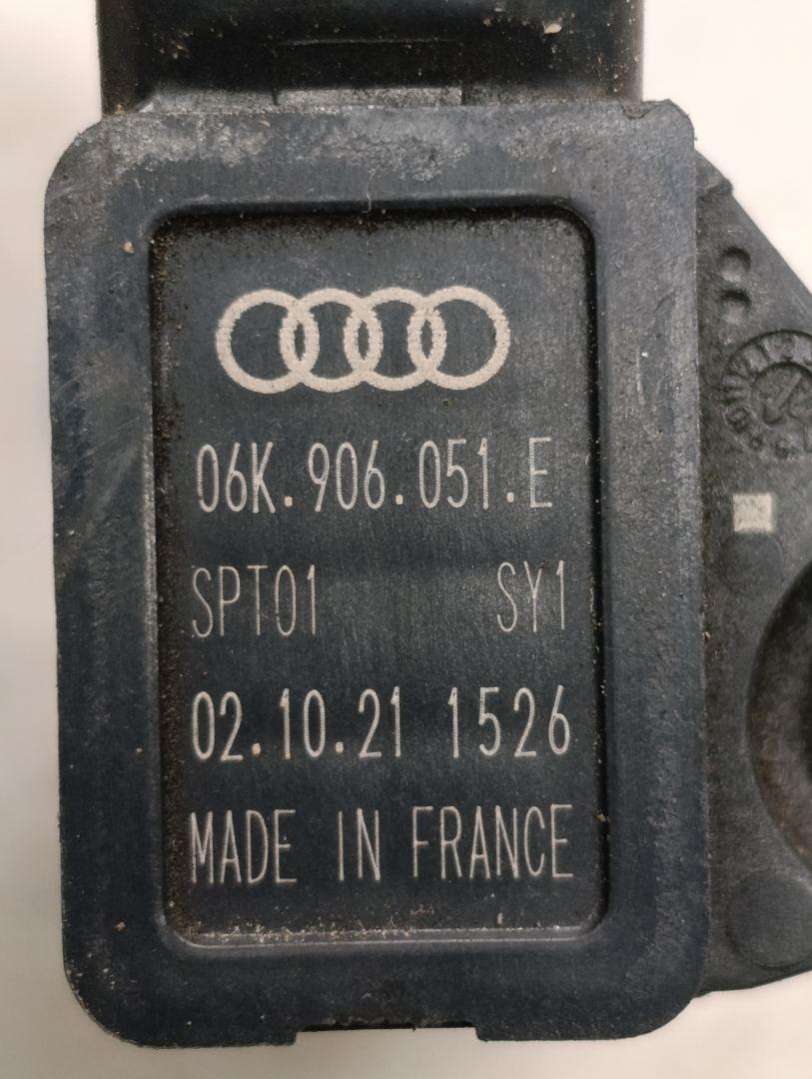 06K.906.051.E
SPT01 SY1
02.10.21 1526
MADE IN FRANCE